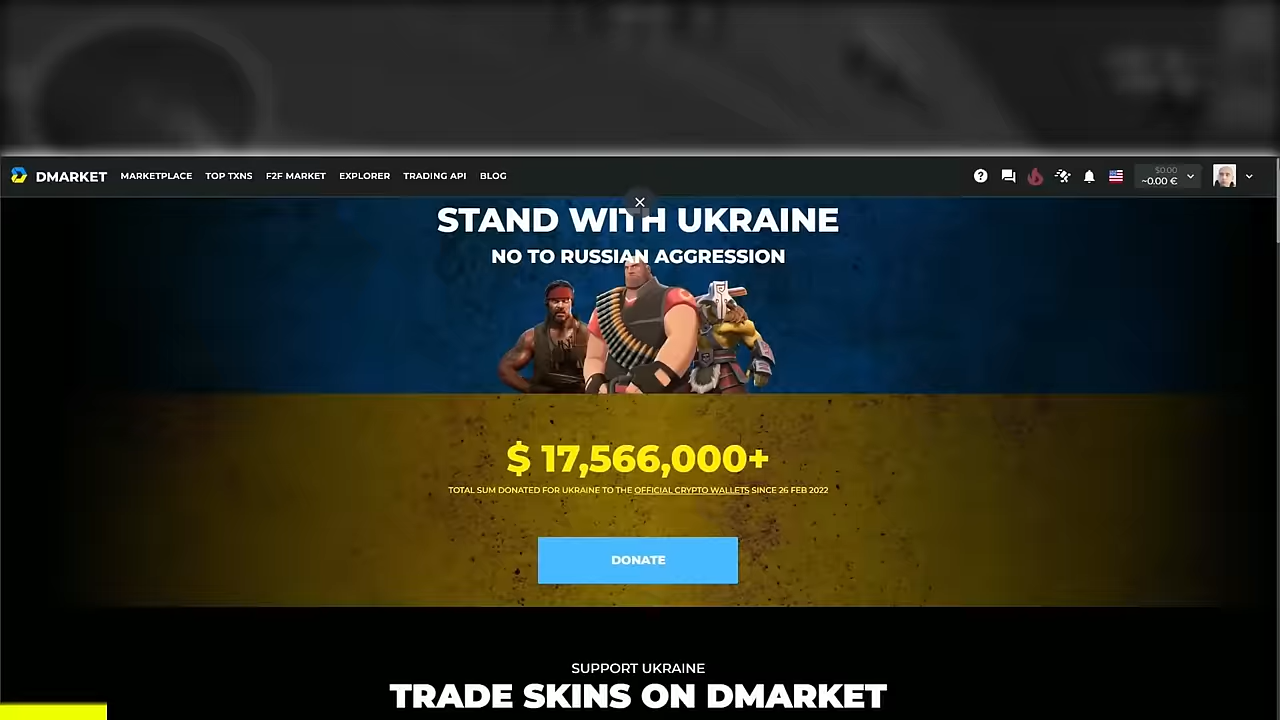 DMARKET MARKETPLACE TOP TXNS F2F MARKET EXPLORER TRADING API BLOG $0.00
~0.00 €
STAND WITH UKRAINE
NO TO RUSSIAN AGGRESSION
$ 17,566,000+
TOTAL SUM DONATED FOR UKRAINE TO THE OFFICIAL CRYPTO WALLETS SINCE 26 FEB 2022
DONATE
SUPPORT UKRAINE
TRADE SKINS ON DMARKET